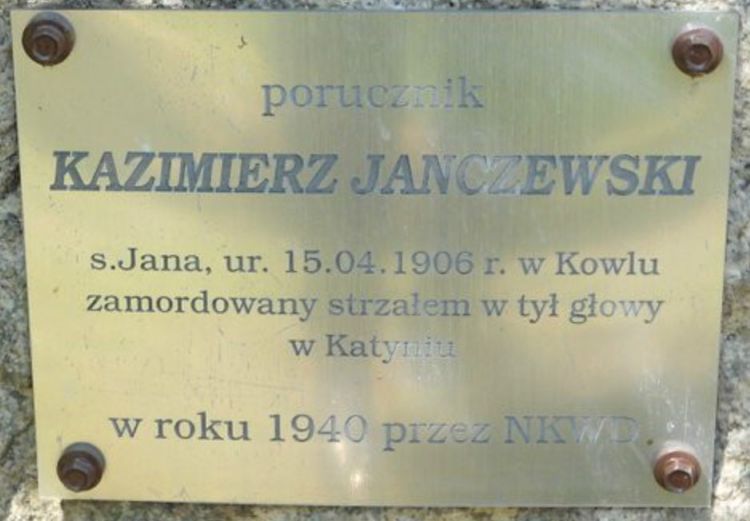 porucznik
KAZIMIERZ JANCZEWSKI
s.Jana, ur. 15.04.1906 r. w Kowlu
zamordowany strzałem w tył głowy
w Katyniu
w roku 1940 przez NKWD.